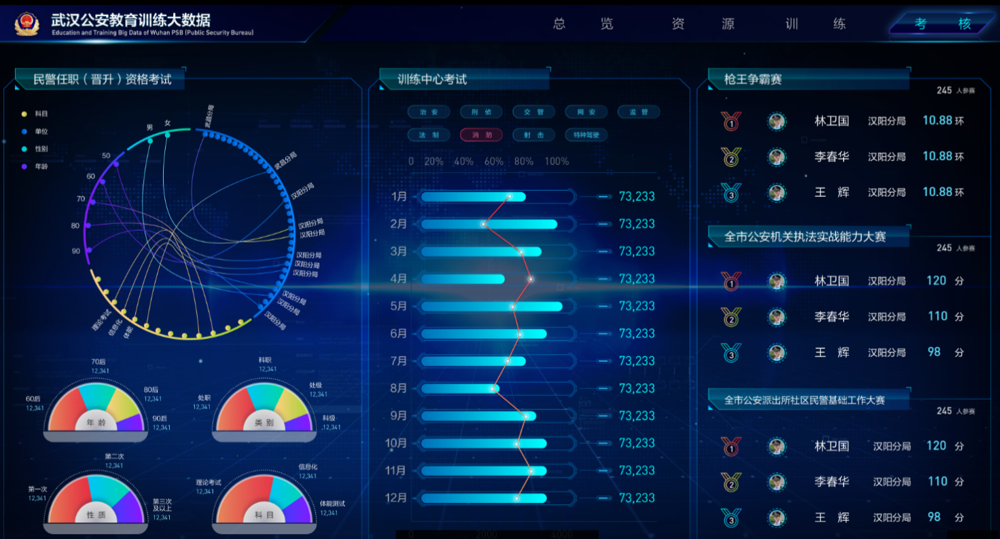 武汉公安教育训练大数据
Education and Training Big Data of Wuhan PSB (Public Security Bureau)
总 览
资 源
训 练
考 核
民警任职（晋升）资格考试
科目
单位
性别
年龄
男
女
武昌分局
武昌分局
汉阳分局
汉阳分局
汉阳分局
汉阳分局
汉阳分局
汉阳分局
汉阳分局
汉阳分局
汉阳分局
50
60
70
80
90
理论考试
信息化
体能
70后
12,341
60后
12,341
80后
12,341
90后
12,341
年 龄
科职
12,341
处职
12,341
处级
12,341
科级
12,341
类 别
第二次
12,341
第一次
12,341
第三次
及以上
12,341
性 质
信息化
12,341
理论考试
12,341
体能测试
12,341
科 目
训练中心考试
治 安
刑 侦
交 管
网 安
监 管
法 制
消 防
射 击
特种驾驶
0 20% 40% 60% 80% 100%
1月 73,233
2月 73,233
3月 73,233
4月 73,233
5月 73,233
6月 73,233
7月 73,233
8月 73,233
9月 73,233
10月 73,233
11月 73,233
12月 73,233
0 2000 4000
枪王争霸赛
245 人参赛
1 林卫国 汉阳分局 10.88 环
2 李春华 汉阳分局 10.88 环
3 王 辉 汉阳分局 10.88 环
全市公安机关执法实战能力大赛
245 人参赛
1 林卫国 汉阳分局 120 分
2 李春华 汉阳分局 110 分
3 王 辉 汉阳分局 98 分
全市公安派出所社区民警基础工作大赛
245 人参赛
1 林卫国 汉阳分局 120 分
2 李春华 汉阳分局 110 分
3 王 辉 汉阳分局 98 分